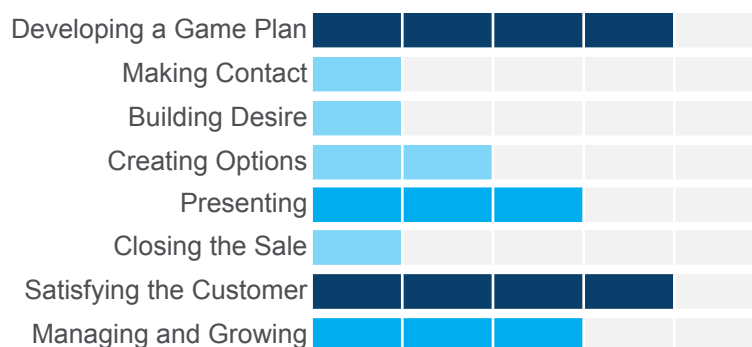 Developing a Game Plan
Making Contact
Building Desire
Creating Options
Presenting
Closing the Sale
Satisfying the Customer
Managing and Growing